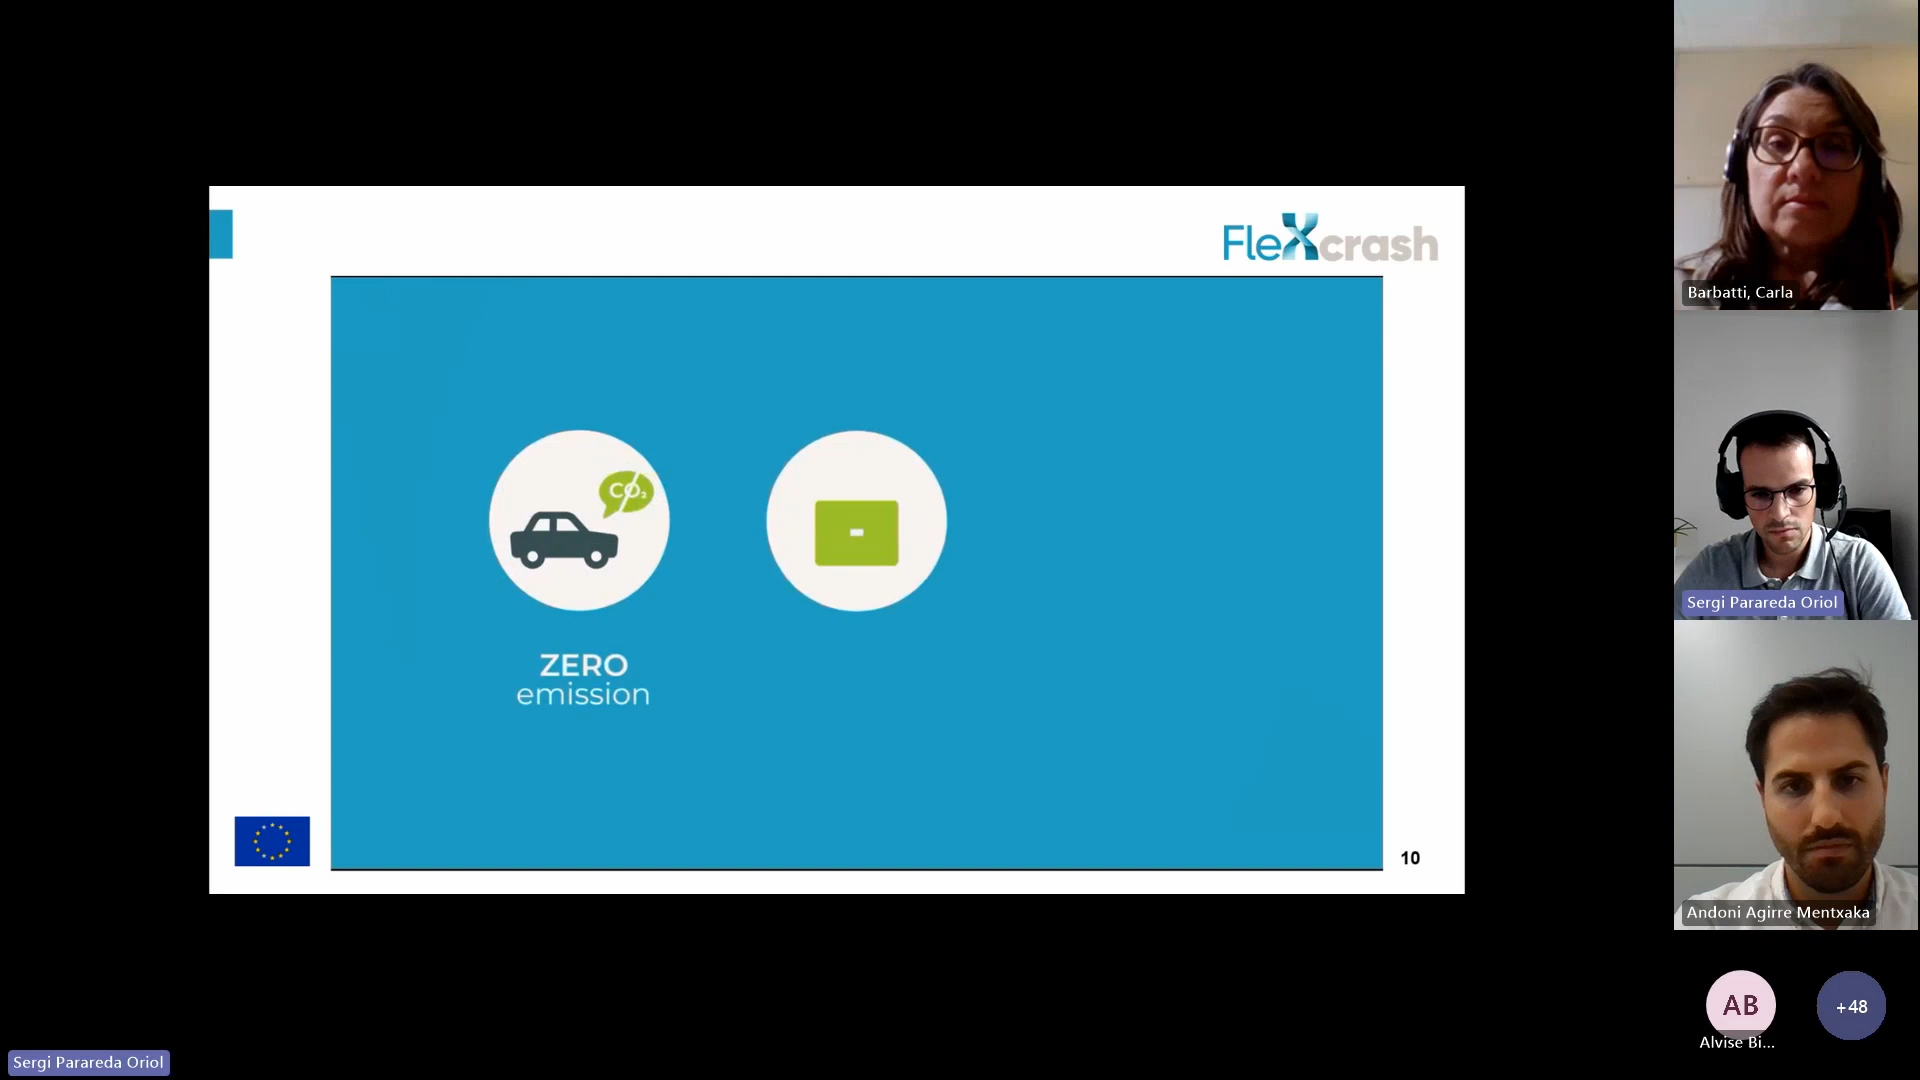 FleXcrash
CO₂
ZERO
emission
10
Barbatti, Carla
Sergi Parareda Oriol
Andoni Agirre Mentxaka
AB
Alvise Bi...
+48
Sergi Parareda Oriol